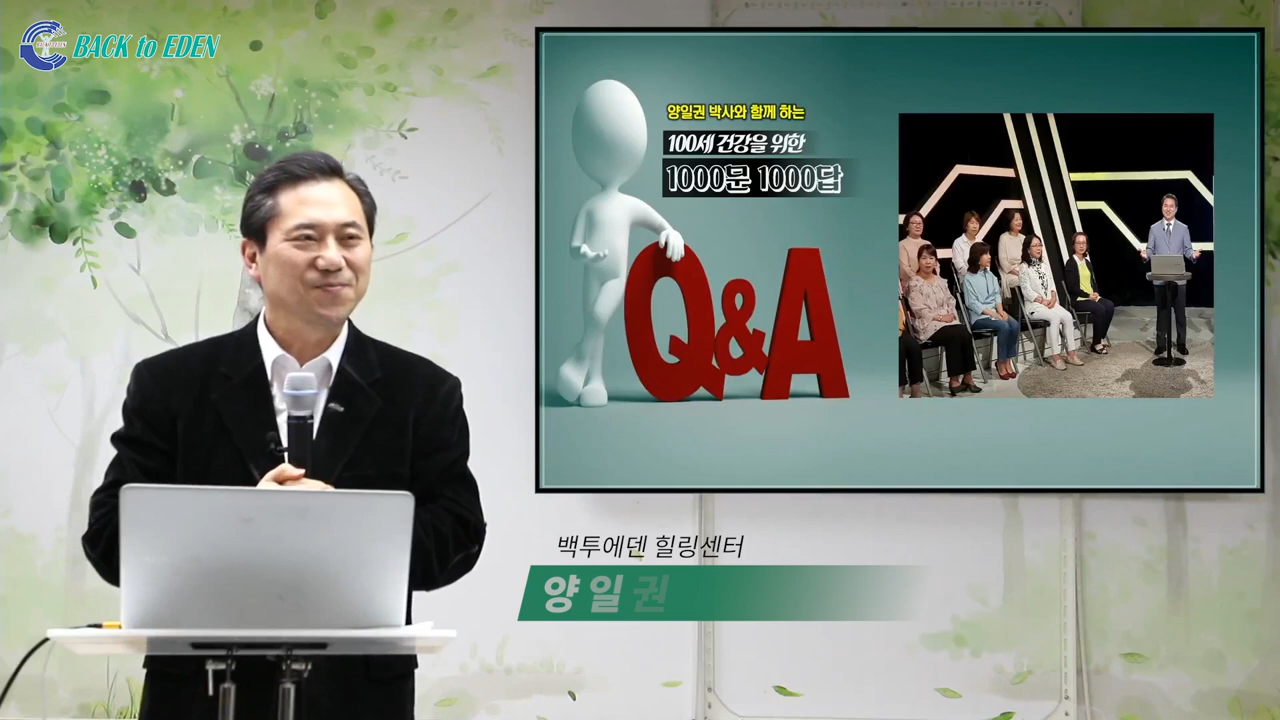 BACK to EDEN
양일권 박사와 함께 하는
100세 건강을 위한
1000문 1000답
Q&A
백투에덴 힐링센터
양일권